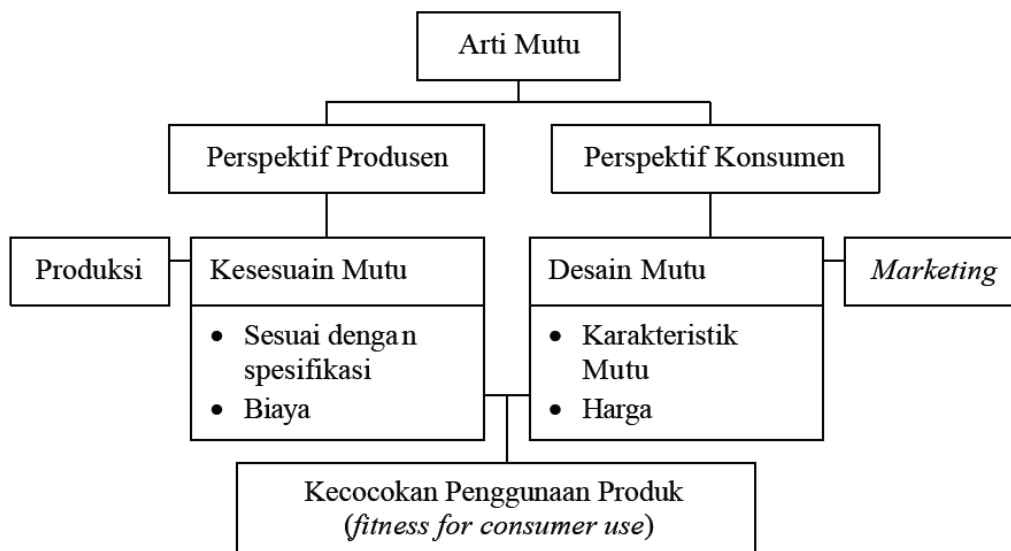 Arti Mutu
Perspektif Produsen
Perspektif Konsumen
Produksi
Kesesuain Mutu
Desain Mutu
Marketing
• Sesuai dengan
spesifikasi
• Biaya
• Karakteristik
Mutu
• Harga
Kecocokan Penggunaan Produk
(fitness for consumer use)